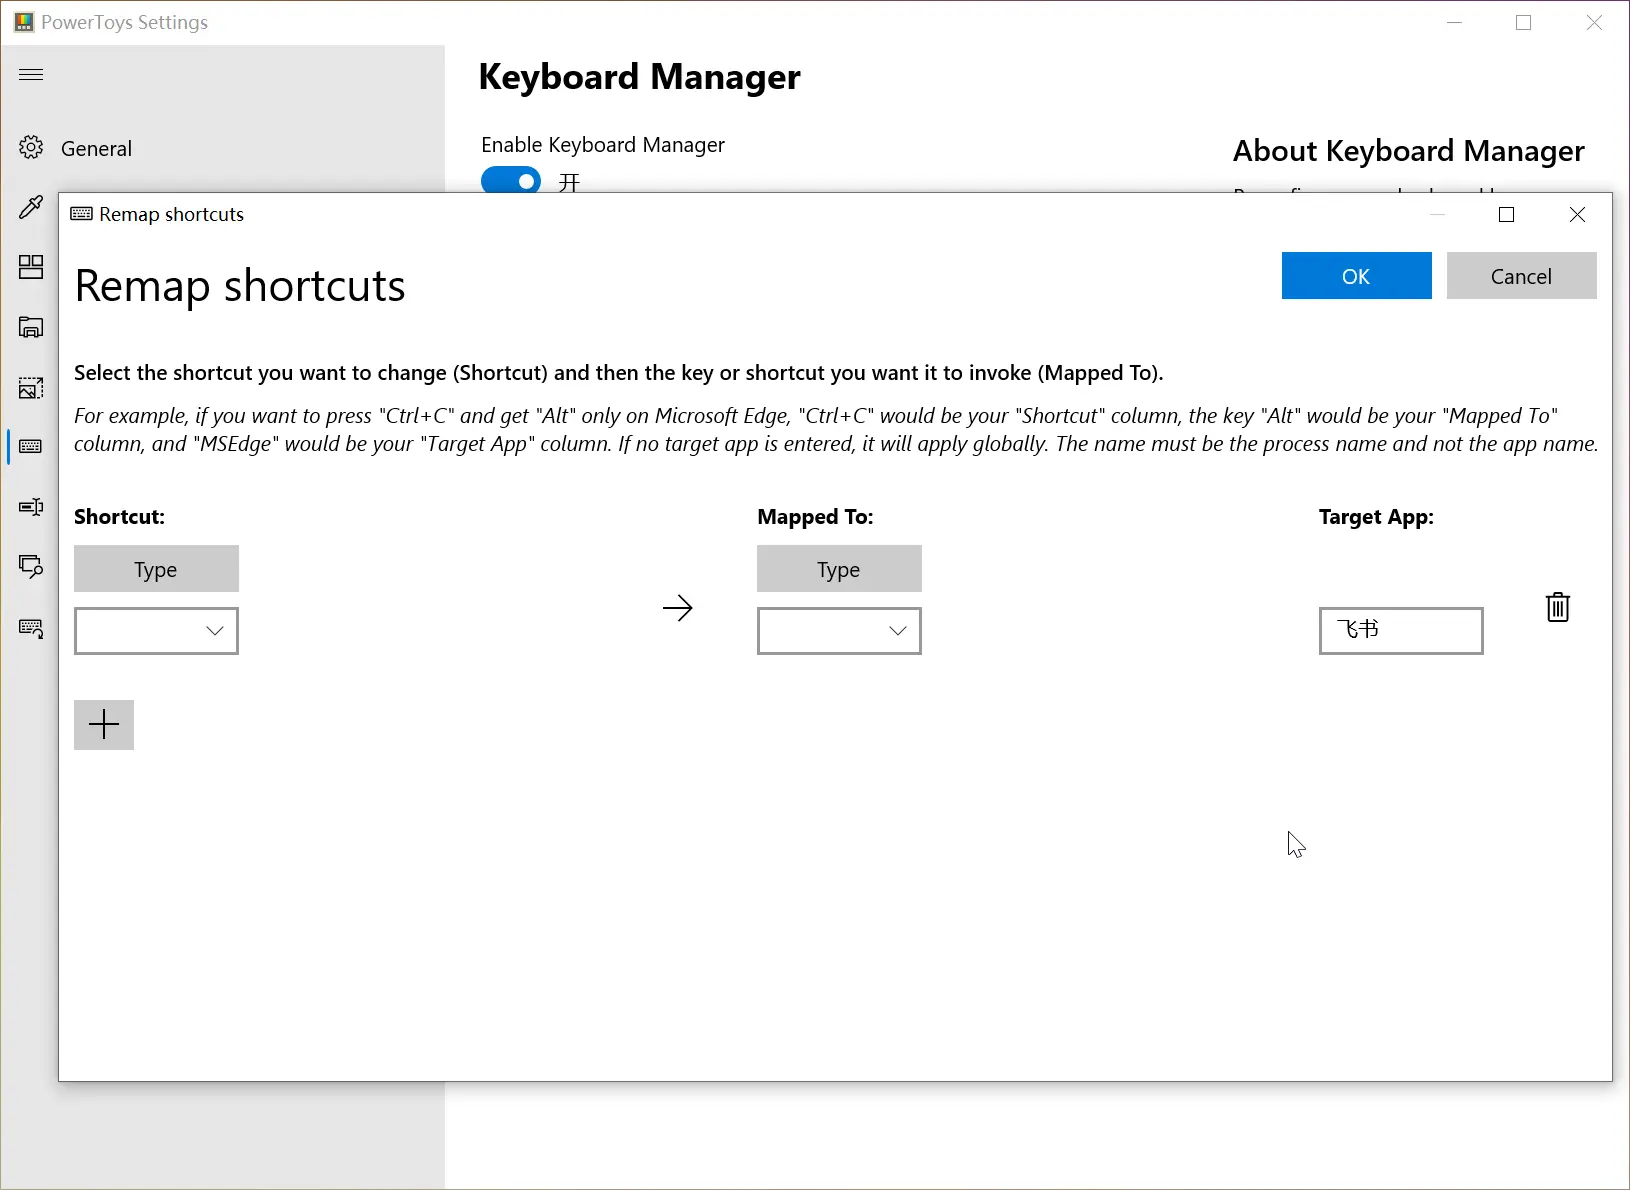 PowerToys Settings
Keyboard Manager
Enable Keyboard Manager
About Keyboard Manager
General
开
Remap shortcuts
Remap shortcuts
OK
Cancel
Select the shortcut you want to change (Shortcut) and then the key or shortcut you want it to invoke (Mapped To).
For example, if you want to press "Ctrl+C" and get "Alt" only on Microsoft Edge, "Ctrl+C" would be your "Shortcut" column, the key "Alt" would be your "Mapped To"
column, and "MSEdge" would be your "Target App" column. If no target app is entered, it will apply globally. The name must be the process name and not the app name.
Shortcut:
Mapped To:
Target App:
Type
Type
飞书